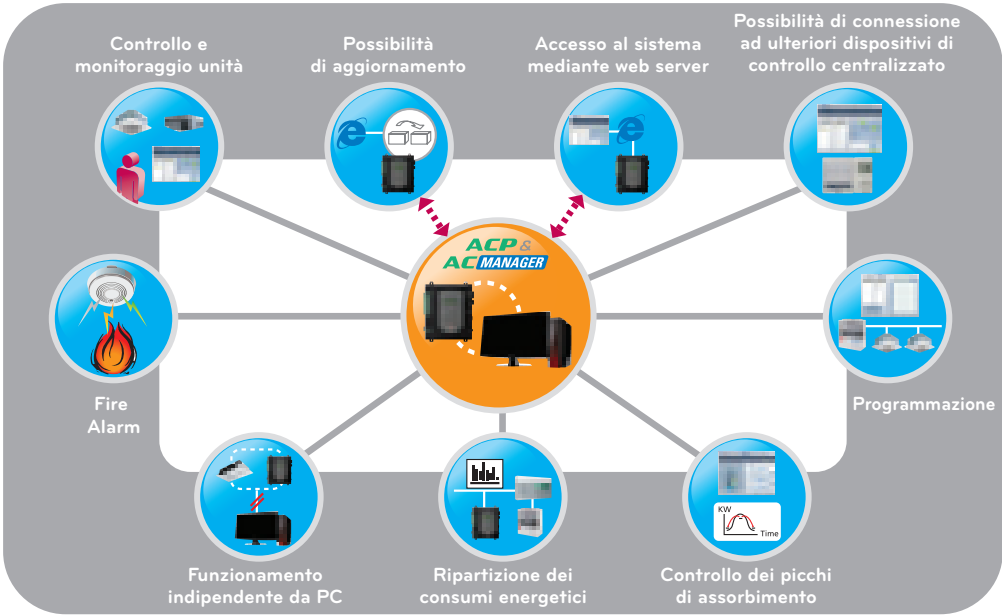 Controllo e
monitoraggio unità
Possibilità
di aggiornamento
Accesso al sistema
mediante web server
Possibilità di connessione
ad ulteriori dispositivi di
controllo centralizzato
ACP &
AC MANAGER
Fire
Alarm
Programmazione
Funzionamento
indipendente da PC
Ripartizione dei
consumi energetici
KW
Time
Controllo dei picchi
di assorbimento